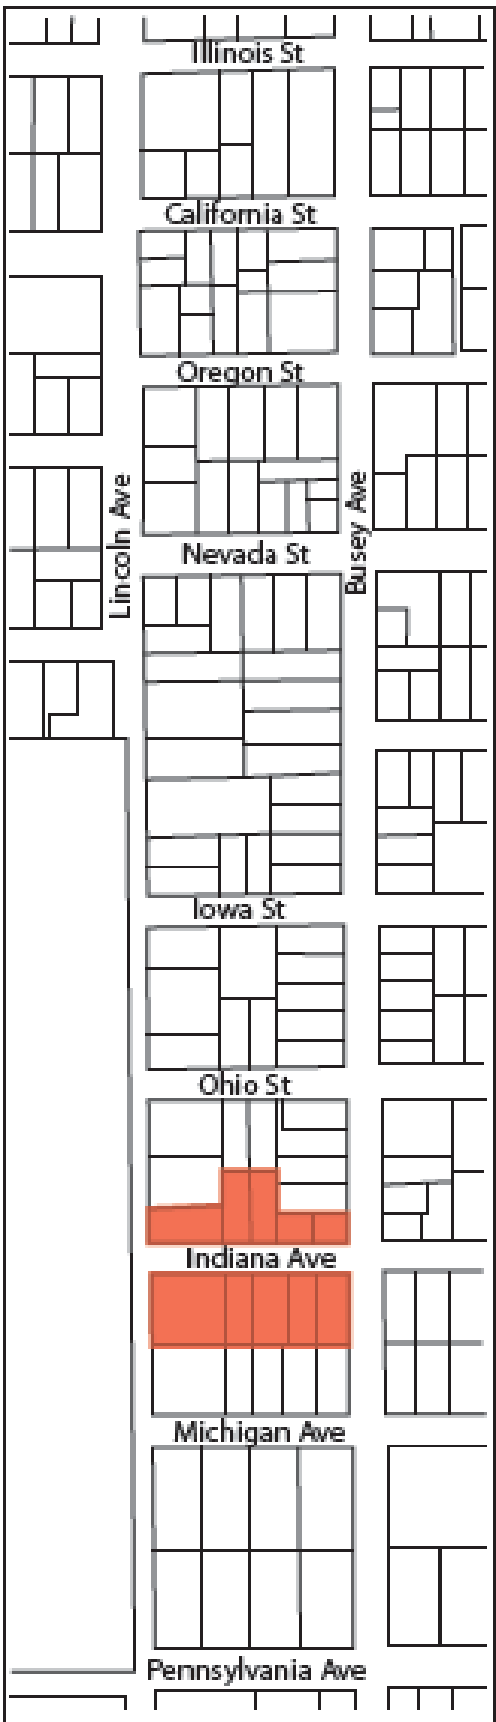 Illinois St
California St
Oregon St
Lincoln Ave
Busey Ave
Nevada St
Iowa St
Ohio St
Indiana Ave
Michigan Ave
Pennsylvania Ave